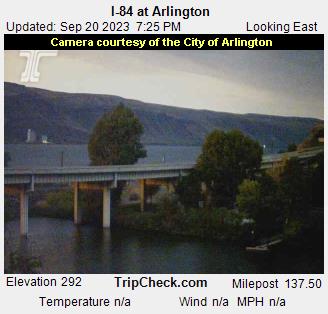 I-84 at Arlington
Updated: Sep 20 2023 7:25 PM Looking East
Camera courtesy of the City of Arlington
Elevation 292 TripCheck.com Milepost 137.50
Temperature n/a Wind n/a MPH n/a